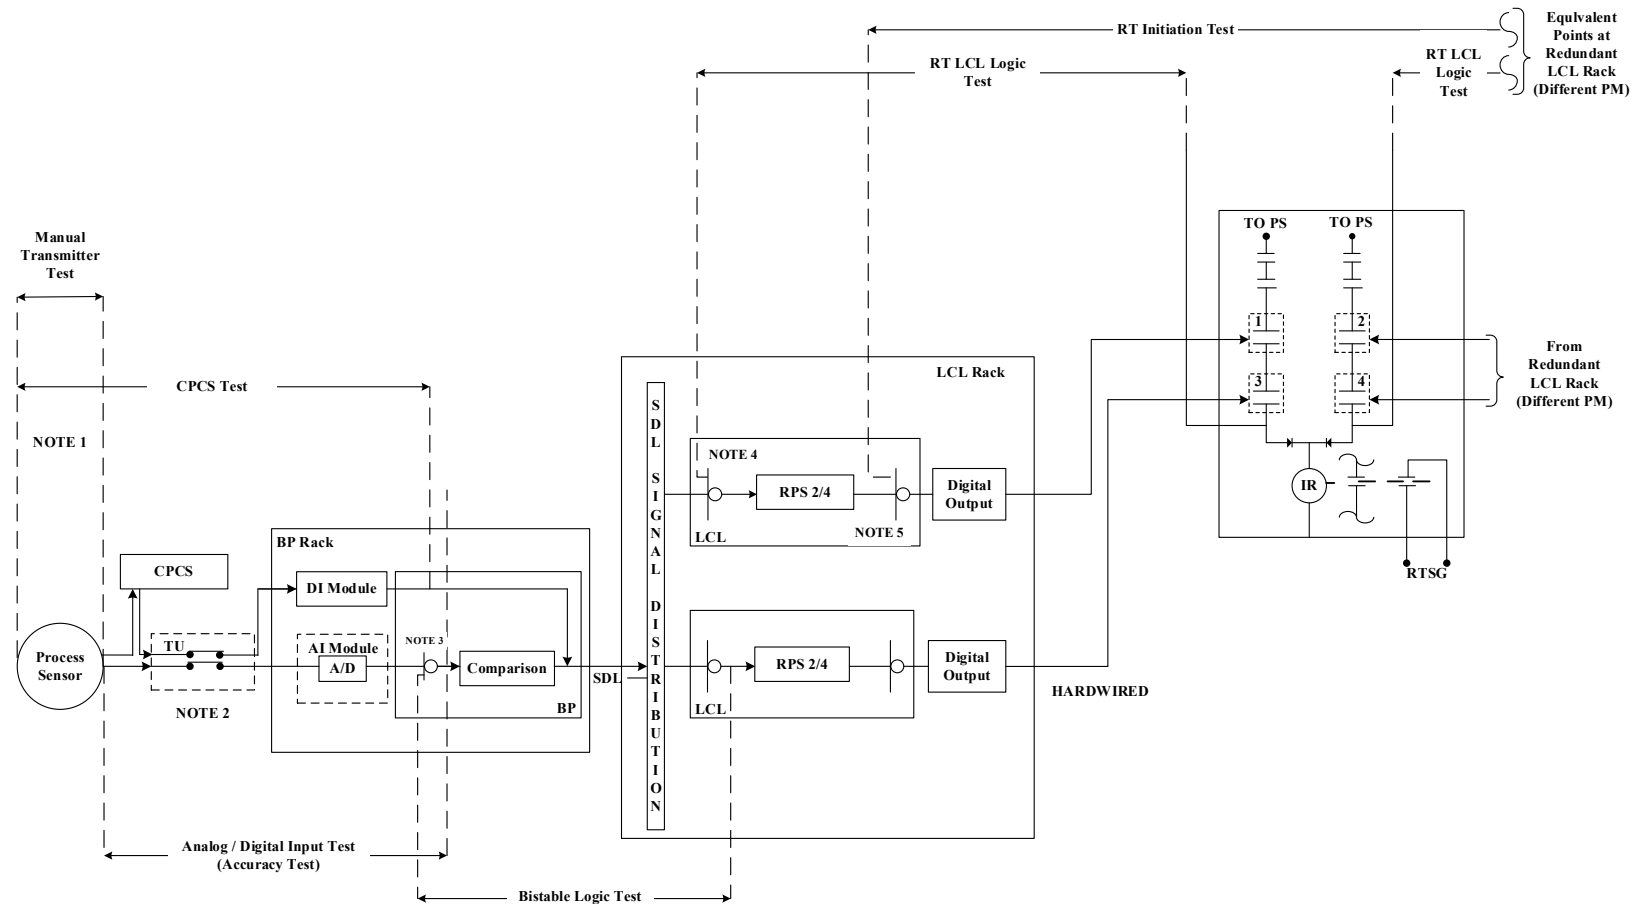 RT Initiation Test
Equlvalent
Points at
Redundant
LCL Rack
(Different PM)
RT LCL Logic
Test
RT LCL
Logic
Test
Manual
Transmitter
Test
TO PS
TO PS
1
2
3
4
From
Redundant
LCL Rack
(Different PM)
CPCS Test
NOTE 1
LCL Rack
SDL SIGNAL DISTRIBUTION
NOTE 4
RPS 2/4
NOTE 5
LCL
Digital
Output
IR
RTSG
BP Rack
CPCS
DI Module
TU
AI Module
A/D
NOTE 3
Comparison
BP
Process
Sensor
NOTE 2
SDL
RPS 2/4
LCL
Digital
Output
HARDWIRED
Analog / Digital Input Test
(Accuracy Test)
Bistable Logic Test